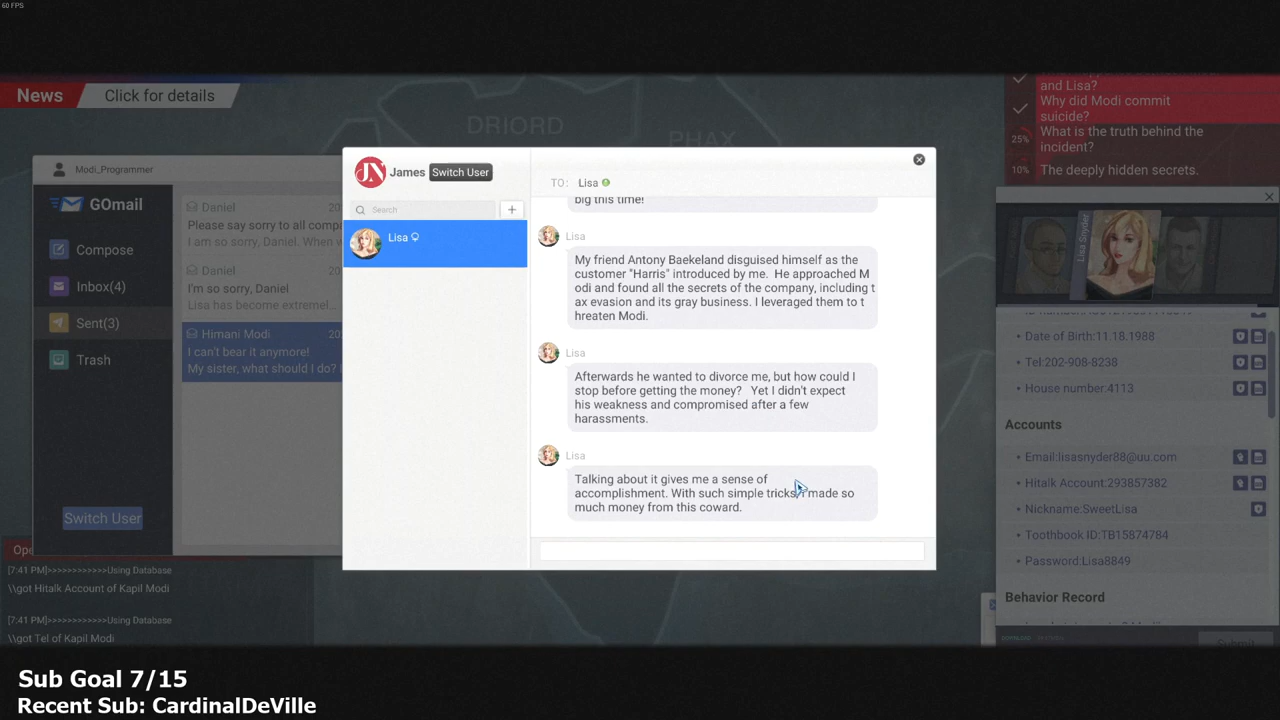 60 FPS
News
Click for details
DRIORD
PHAX
and Lisa?
Why did Modi commit
suicide?
25%
What is the truth behind the
incident?
10%
The deeply hidden secrets.
Modi_Programmer
GOmail
Compose
Inbox(4)
Sent(3)
Trash
Switch User
Daniel
20
Please say sorry to all comp
I am so sorry, Daniel. When w
Daniel
20
I'm so sorry, Daniel
Lisa has become extremel...
Himani Modi
20
I can't bear it anymore!
My sister, what should I do? I
JN
James
Switch User
Search
+
Lisa
TO: Lisa
big this time!
Lisa
My friend Antony Baekeland disguised himself as the
customer "Harris" introduced by me. He approached M
odi and found all the secrets of the company, including t
ax evasion and its gray business. I leveraged them to t
hreaten Modi.
Lisa
Afterwards he wanted to divorce me, but how could I
stop before getting the money? Yet I didn't expect
his weakness and compromised after a few
harassments.
Lisa
Talking about it gives me a sense of
accomplishment. With such simple tricks, I made so
much money from this coward.
Lisa Snyder
• Date of Birth:11.18.1988
• Tel:202-908-8238
• House number:4113
Accounts
• Email:lisasnyder88@uu.com
• Hitalk Account:293857382
• Nickname:SweetLisa
• Toothbook ID:TB15874784
• Password:Lisa8849
Behavior Record
Submit
Ope
[7:41 PM]>>>>>>>>>>>>Using Database
\\got Hitalk Account of Kapil Modi
[7:41 PM]>>>>>>>>>>>>Using Database
\\got Tel of Kapil Modi
Sub Goal 7/15
Recent Sub: CardinalDeVille